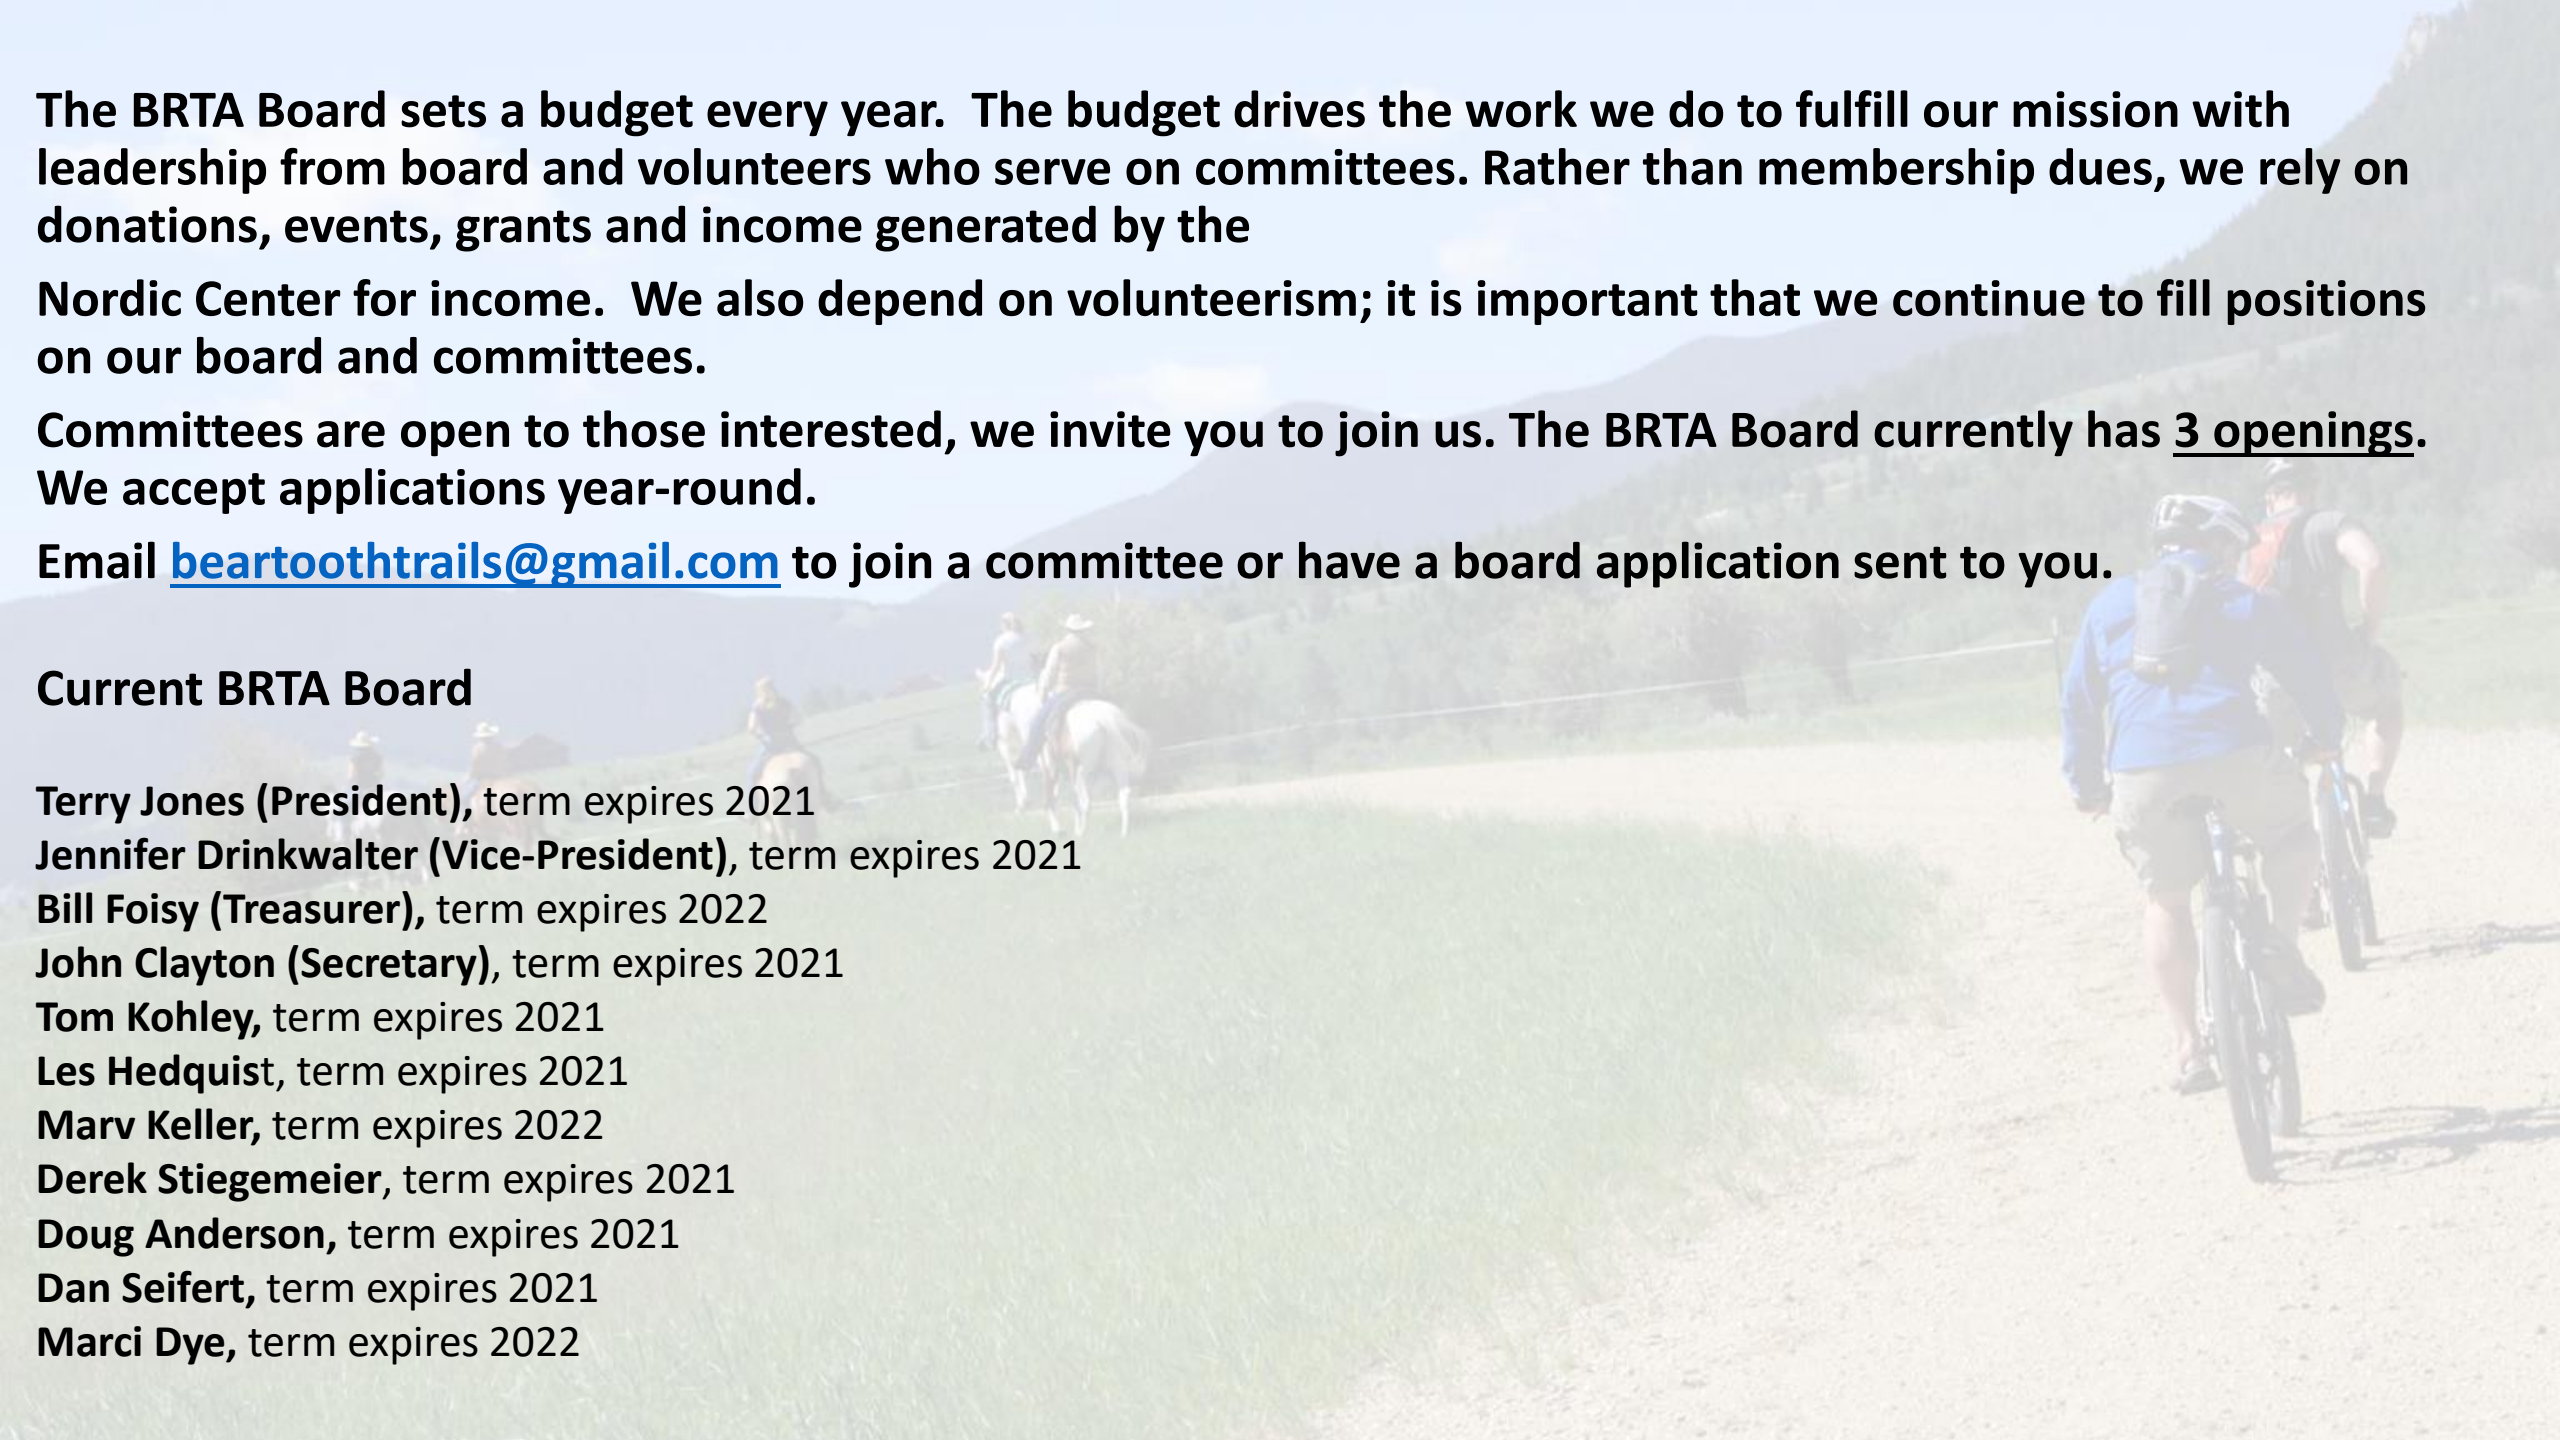 The BRTA Board sets a budget every year.  The budget drives the work we do to fulfill our mission with
leadership from board and volunteers who serve on committees. Rather than membership dues, we rely on
donations, events, grants and income generated by the
Nordic Center for income.  We also depend on volunteerism; it is important that we continue to fill positions
on our board and committees.
Committees are open to those interested, we invite you to join us. The BRTA Board currently has 3 openings.
We accept applications year-round.
Email beartoothtrails@gmail.com to join a committee or have a board application sent to you.
Current BRTA Board
Terry Jones (President), term expires 2021
Jennifer Drinkwalter (Vice-President), term expires 2021
Bill Foisy (Treasurer), term expires 2022
John Clayton (Secretary), term expires 2021
Tom Kohley, term expires 2021
Les Hedquist, term expires 2021
Marv Keller, term expires 2022
Derek Stiegemeier, term expires 2021
Doug Anderson, term expires 2021
Dan Seifert, term expires 2021
Marci Dye, term expires 2022